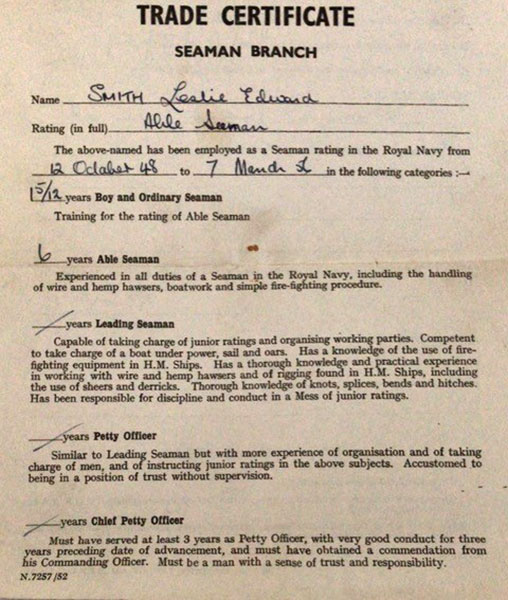 TRADE CERTIFICATE
SEAMAN BRANCH
Name SMITH Leslie Edward
Rating (in full) Able Seaman
The above-named has been employed as a Seaman rating in the Royal Navy from
12 October 48 to 7 March in the following categories :—
1 5/12 years Boy and Ordinary Seaman
Training for the rating of Able Seaman
6 years Able Seaman
Experienced in all duties of a Seaman in the Royal Navy, including the handling
of wire and hemp hawsers, boatwork and simple fire-fighting procedure.
years Leading Seaman
Capable of taking charge of junior ratings and organising working parties. Competent
to take charge of a boat under power, sail and oars. Has a knowledge of the use of fire-
fighting equipment in H.M. Ships. Has a thorough knowledge and practical experience
in working with wire and hemp hawsers and of rigging found in H.M. Ships, including
the use of sheers and derricks. Thorough knowledge of knots, splices, bends and hitches.
Has been responsible for discipline and conduct in a Mess of junior ratings.
years Petty Officer
Similar to Leading Seaman but with more experience of organisation and of taking
charge of men, and of instructing junior ratings in the above subjects. Accustomed to
being in a position of trust without supervision.
years Chief Petty Officer
Must have served at least 3 years as Petty Officer, with very good conduct for three
years preceding date of advancement, and must have obtained a commendation from
his Commanding Officer. Must be a man with a sense of trust and responsibility.
N.7257/52